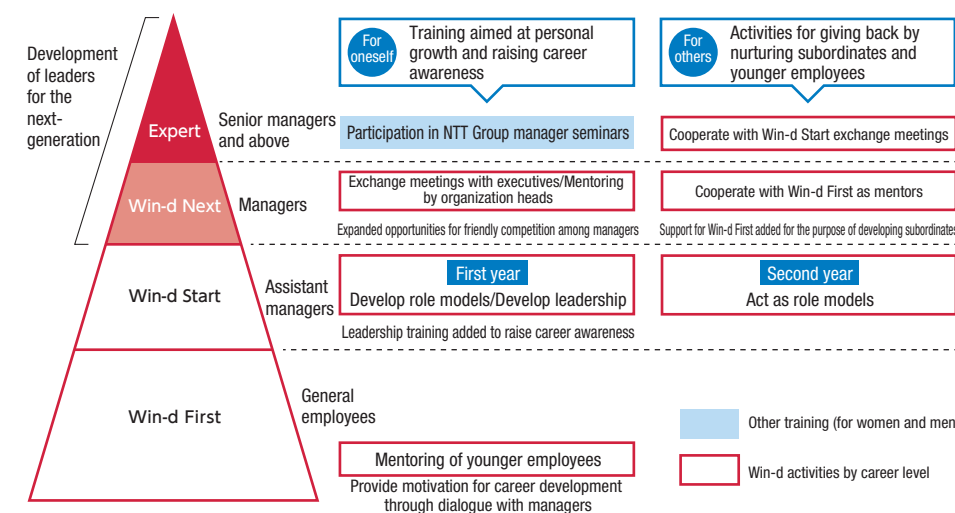 Development
of leaders
for the
next-
generation
Expert
Senior managers
and above
Win-d Next
Managers
Win-d Start
Assistant
managers
Win-d First
General
employees
For
oneself
Training aimed at personal
growth and raising career
awareness
For
others
Activities for giving back by
nurturing subordinates and
younger employees
Participation in NTT Group manager seminars
Cooperate with Win-d Start exchange meetings
Exchange meetings with executives/Mentoring
by organization heads
Expanded opportunities for friendly competition among managers
Cooperate with Win-d First as mentors
Support for Win-d First added for the purpose of developing subordinates
First year
Develop role models/Develop leadership
Leadership training added to raise career awareness
Second year
Act as role models
Mentoring of younger employees
Provide motivation for career development
through dialogue with managers
Other training (for women and men
Win-d activities by career level